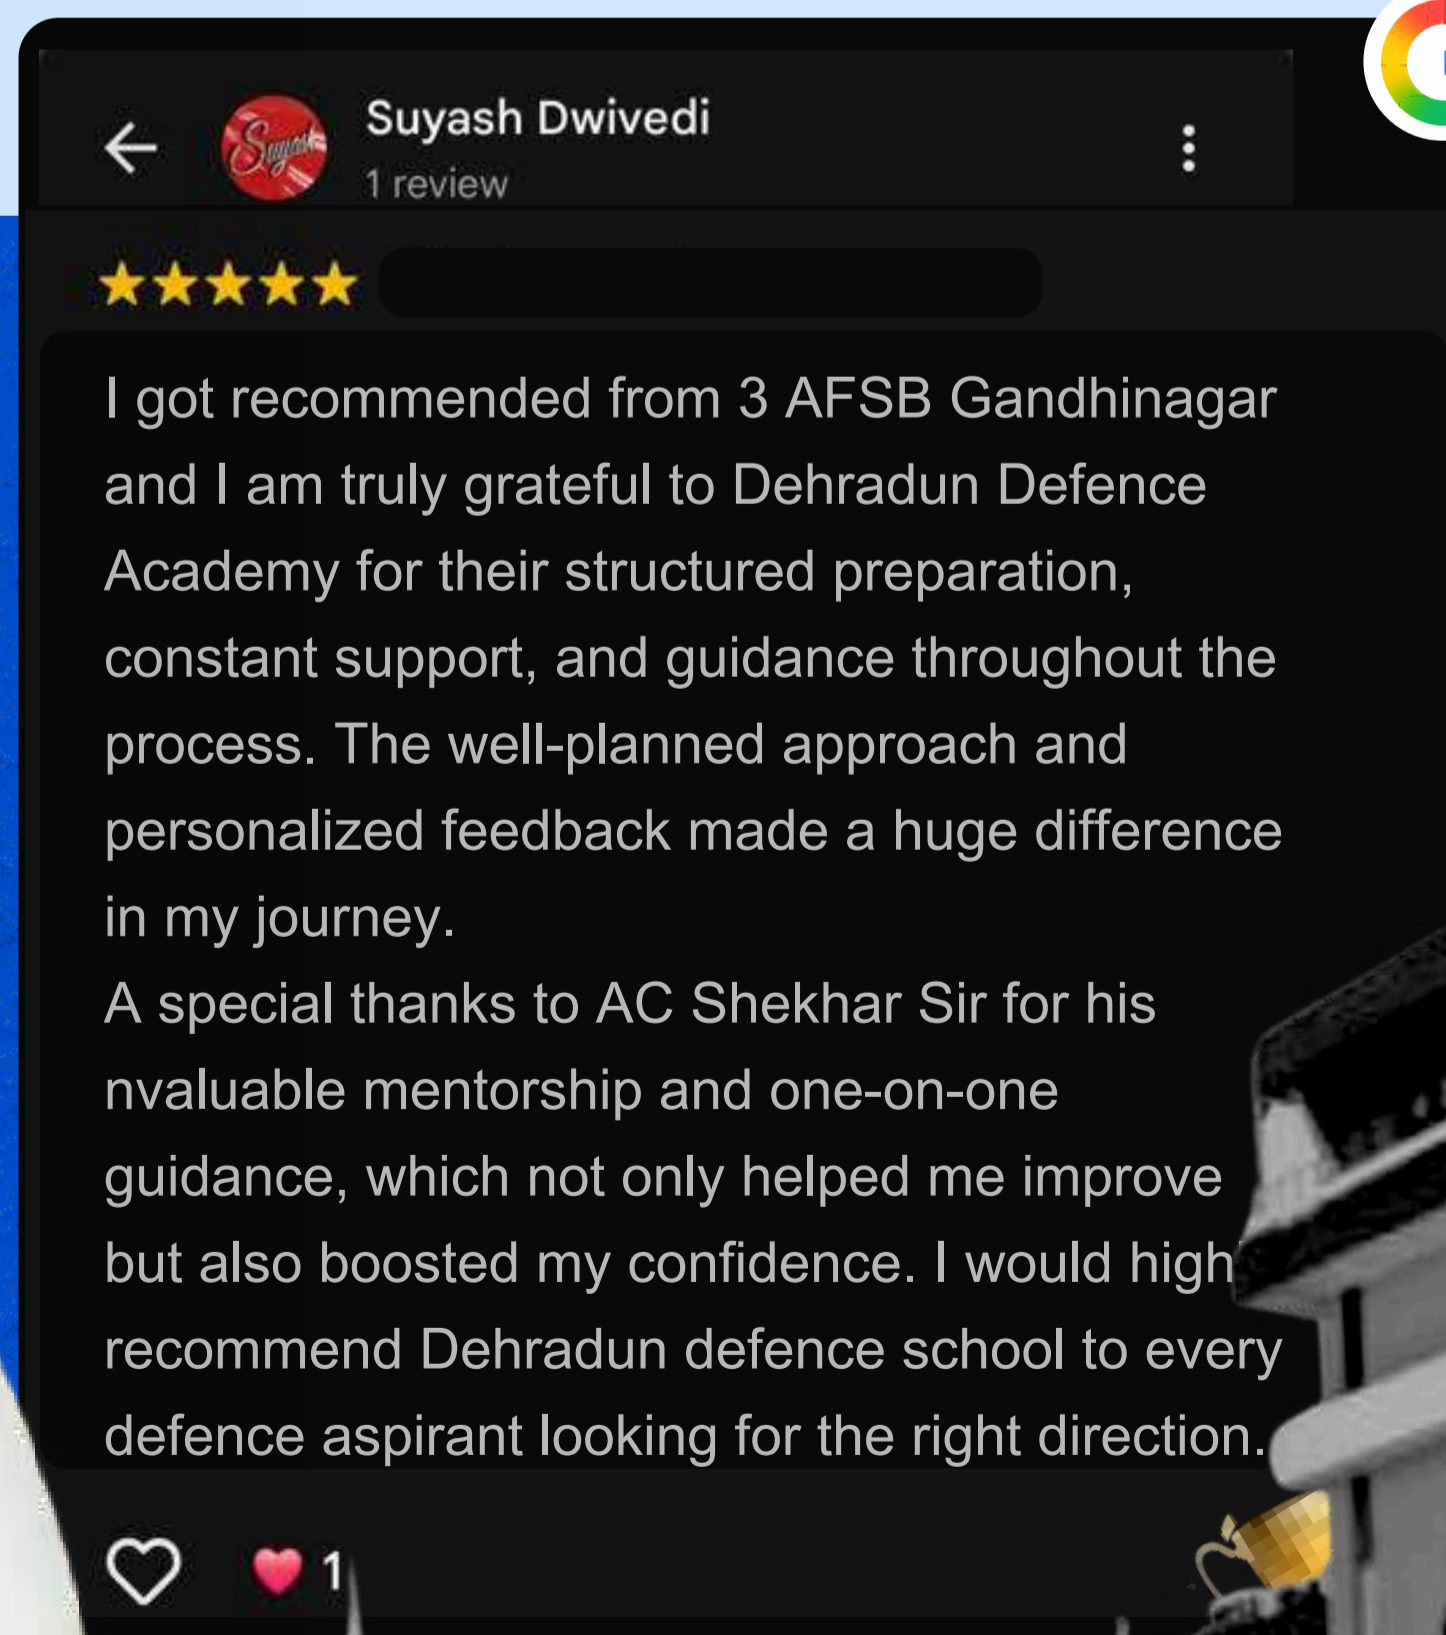 Suyash Dwivedi
1 review
I got recommended from 3 AFSB Gandhinagar
and I am truly grateful to Dehradun Defence
Academy for their structured preparation,
constant support, and guidance throughout the
process. The well-planned approach and
personalized feedback made a huge difference
in my journey.
A special thanks to AC Shekhar Sir for his
nvaluable mentorship and one-on-one
guidance, which not only helped me improve
but also boosted my confidence. I would high
recommend Dehradun defence school to every
defence aspirant looking for the right direction.
1